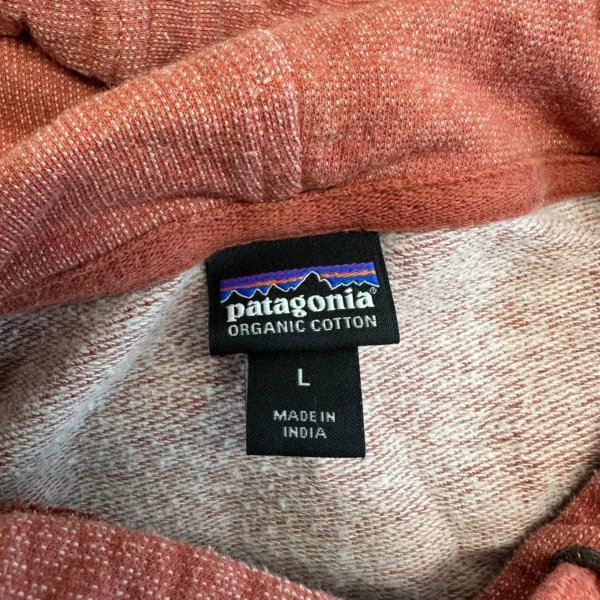 patagonia®
ORGANIC COTTON
L
MADE IN
INDIA